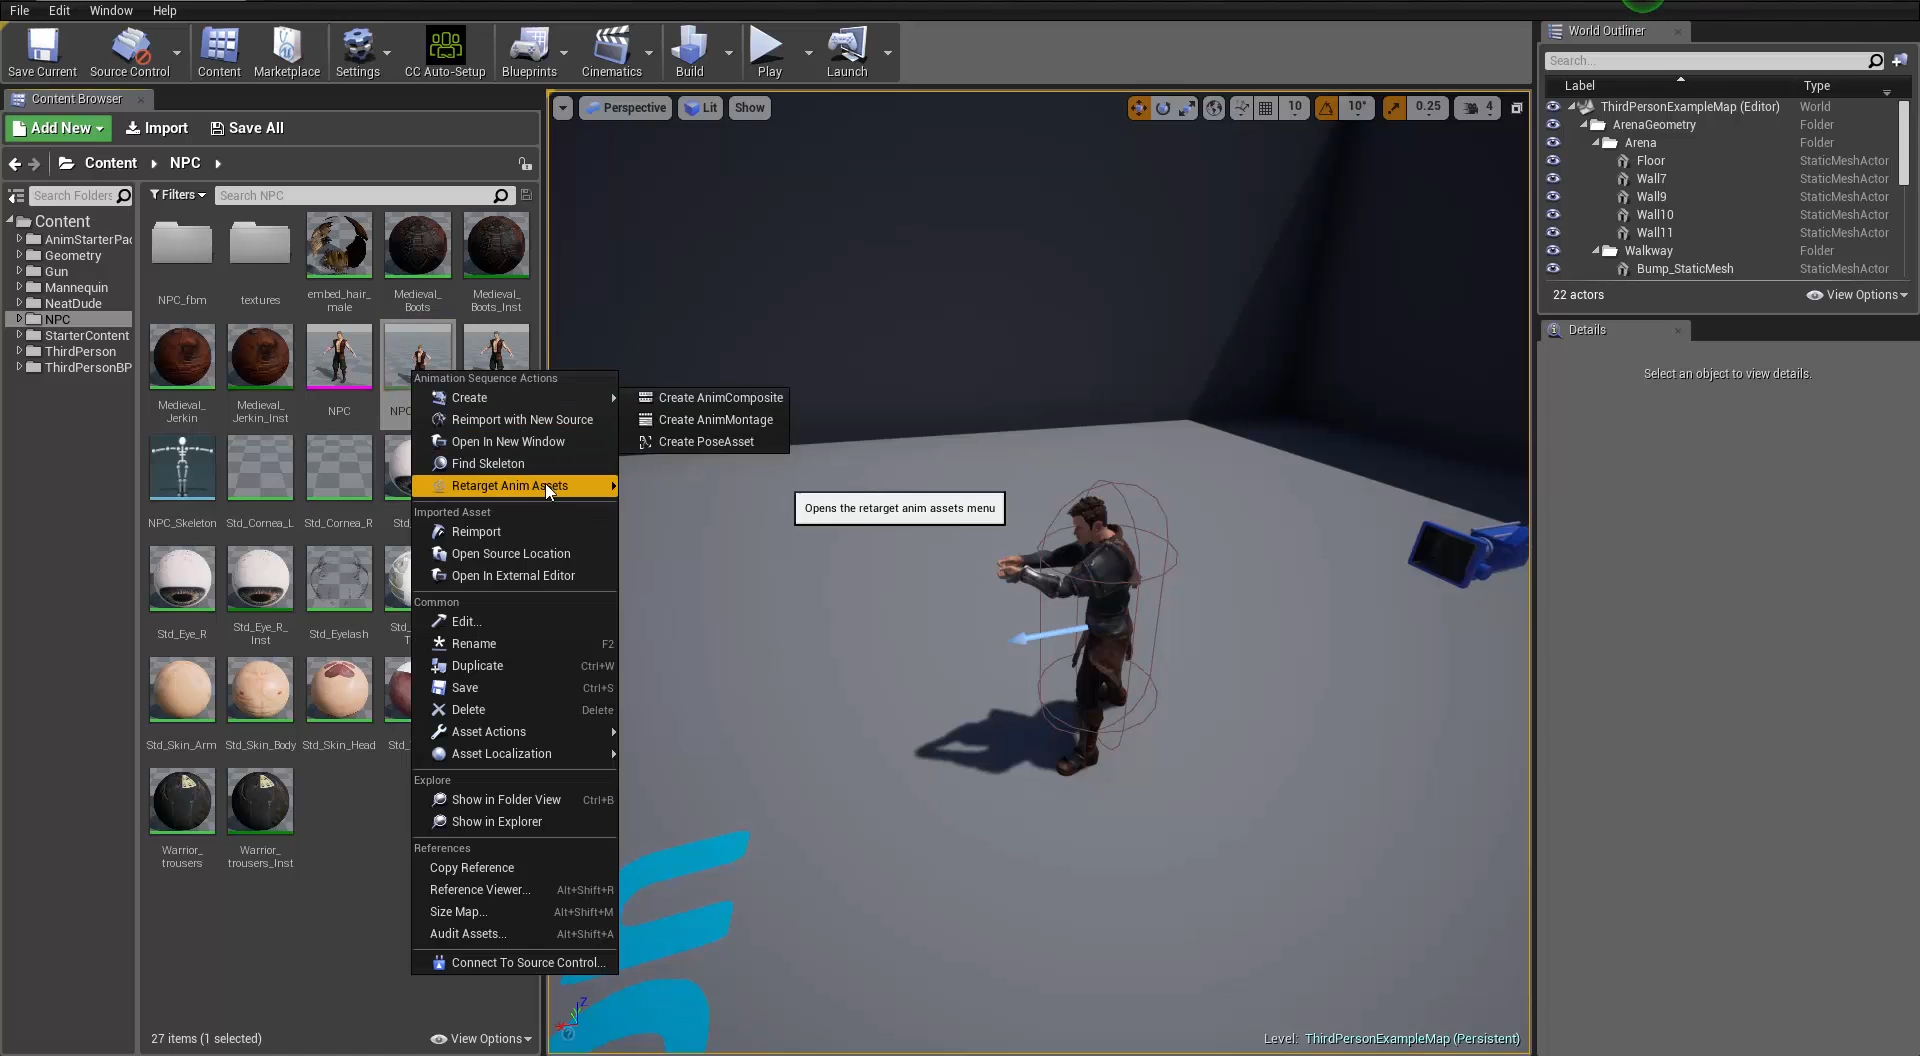 File Edit Window Help
Save Current Source Control Content Marketplace Settings CC Auto-Setup Blueprints Cinematics Build Play Launch
Content Browser
Add New Import Save All
Content NPC
Search Folders
Filters Search NPC
Content
AnimStarterPac
Geometry
Gun
Mannequin
NeatDude
NPC
StarterContent
ThirdPerson
ThirdPersonBP
NPC_fbm
textures
embed_hair_
male
Medieval_
Boots
Medieval_
Boots_Inst
Medieval_
Jerkin
Medieval_
Jerkin_Inst
NPC
NPC_Skeleton
Std_Cornea_L
Std_Cornea_R
Std_Eye_R
Std_Eye_R_
Inst
Std_Eyelash
Std_Skin_Arm
Std_Skin_Body
Std_Skin_Head
Warrior_
trousers
Warrior_
trousers_Inst
27 items (1 selected)
View Options
Animation Sequence Actions
Create
Reimport with New Source
Open In New Window
Find Skeleton
Retarget Anim Assets
Imported Asset
Reimport
Open Source Location
Open In External Editor
Common
Edit...
Rename F2
Duplicate Ctrl+W
Save Ctrl+S
Delete Delete
Asset Actions
Asset Localization
Explore
Show in Folder View Ctrl+B
Show in Explorer
References
Copy Reference
Reference Viewer... Alt+Shift+R
Size Map... Alt+Shift+M
Audit Assets... Alt+Shift+A
Connect To Source Control...
Create AnimComposite
Create AnimMontage
Create PoseAsset
Opens the retarget anim assets menu
Perspective Lit Show
10 10° 0.25 4
Z
Level: ThirdPersonExampleMap (Persistent)
World Outliner
Search...
Label Type
ThirdPersonExampleMap (Editor) World
ArenaGeometry Folder
Arena Folder
Floor StaticMeshActor
Wall7 StaticMeshActor
Wall9 StaticMeshActor
Wall10 StaticMeshActor
Wall11 StaticMeshActor
Walkway Folder
Bump_StaticMesh StaticMeshActor
22 actors
View Options
Details
Select an object to view details.